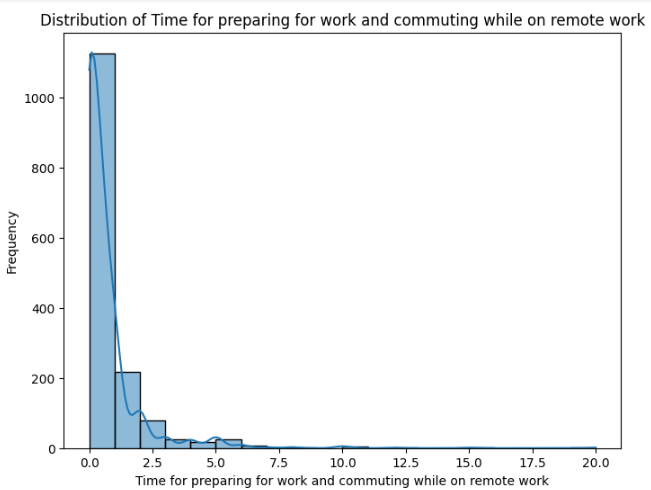 Distribution of Time for preparing for work and commuting while on remote work
1000
800
600
400
200
0
Frequency
0.0 2.5 5.0 7.5 10.0 12.5 15.0 17.5 20.0
Time for preparing for work and commuting while on remote work